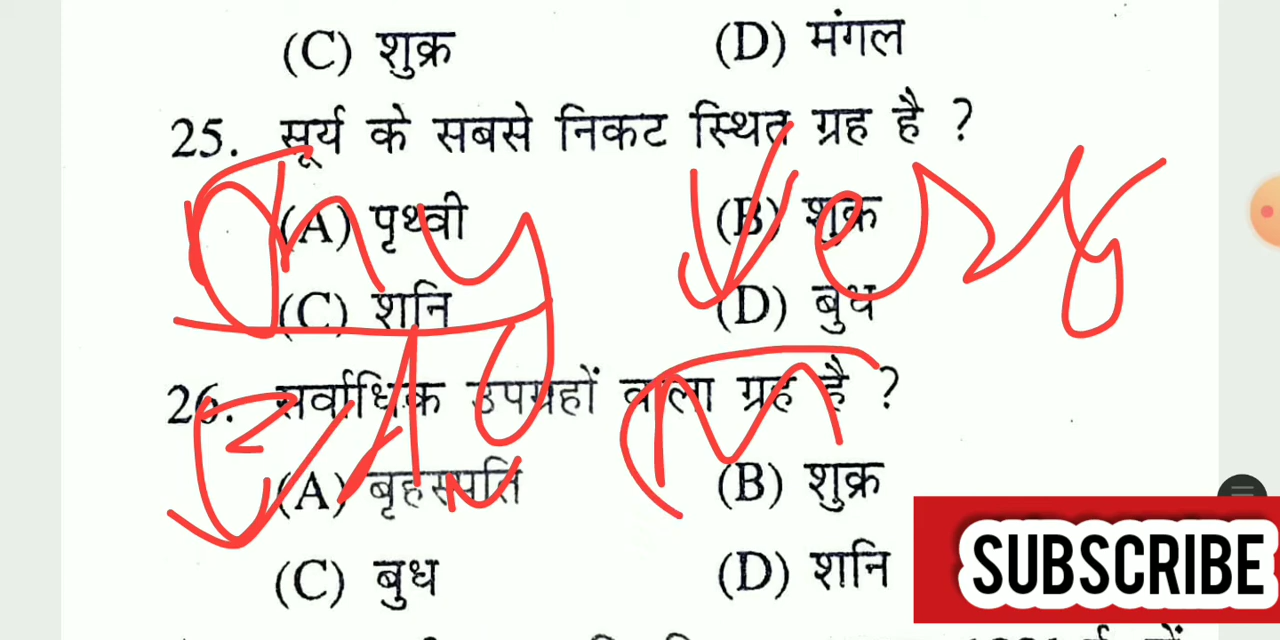 (C) शुक्र (D) मंगल
25. सूर्य के सबसे निकट स्थित ग्रह है ?
(A) पृथ्वी (B) शुक्र
(C) शनि (D) बुध
26. सर्वाधिक उपग्रहों वाला ग्रह है ?
(A) बृहस्पति (B) शुक्र
(C) बुध (D) शनि
SUBSCRIBE